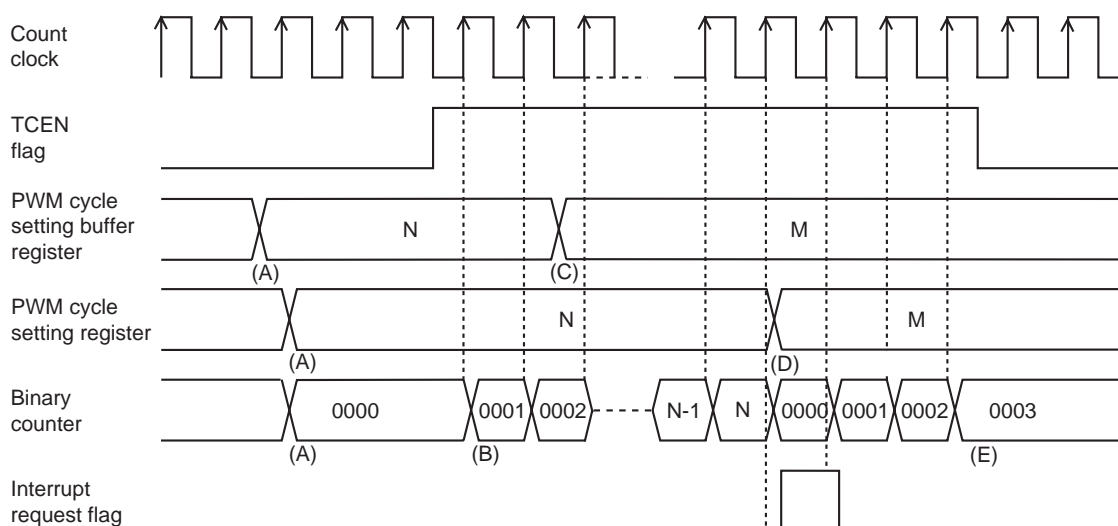 Count
clock
TCEN
flag
PWM cycle
setting buffer
register
N
M
(A)
(C)
PWM cycle
setting register
N
M
(A)
(D)
Binary
counter
0000
0001
0002
N-1
N
0000
0001
0002
0003
(A)
(B)
(E)
Interrupt
request flag